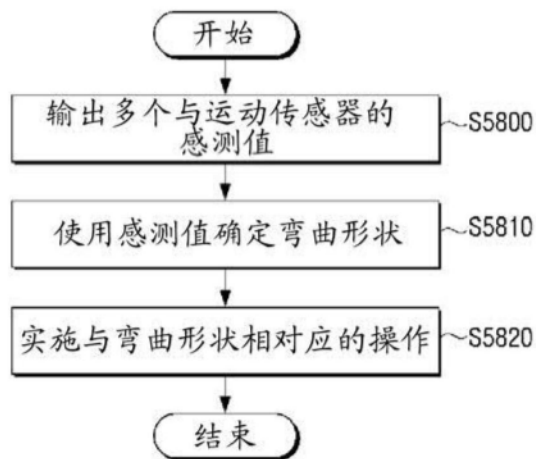 开始
输出多个与运动传感器的
感测值
S5800
使用感测值确定弯曲形状
S5810
实施与弯曲形状相对应的操作
S5820
结束